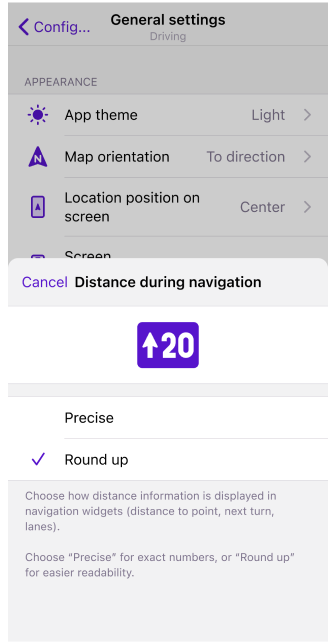 Config... General settings
Driving
APPEARANCE
App theme Light
Map orientation To direction
Location position on
screen Center
Screen
Cancel Distance during navigation
20
Precise
Round up
Choose how distance information is displayed in
navigation widgets (distance to point, next turn,
lanes).
Choose “Precise” for exact numbers, or “Round up”
for easier readability.